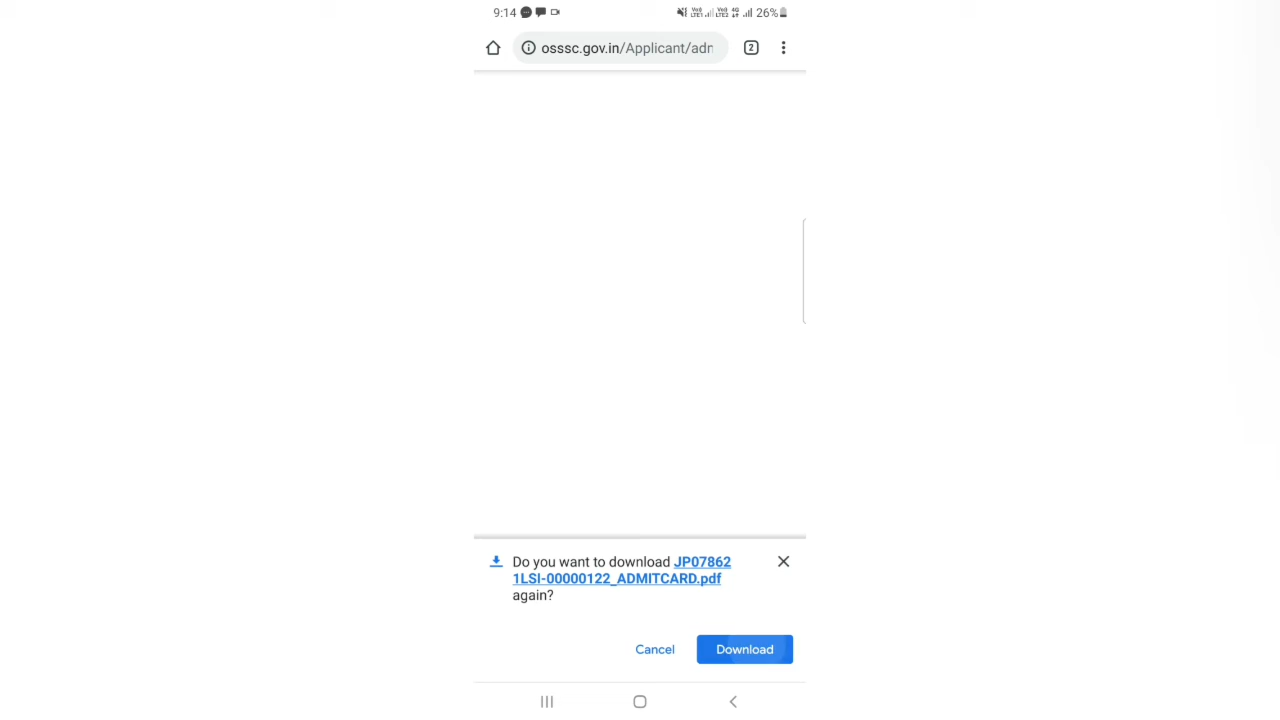 9:14 26%
osssc.gov.in/Applicant/adn
2
Do you want to download JP07862
1LSI-00000122_ADMITCARD.pdf
again?
Cancel Download